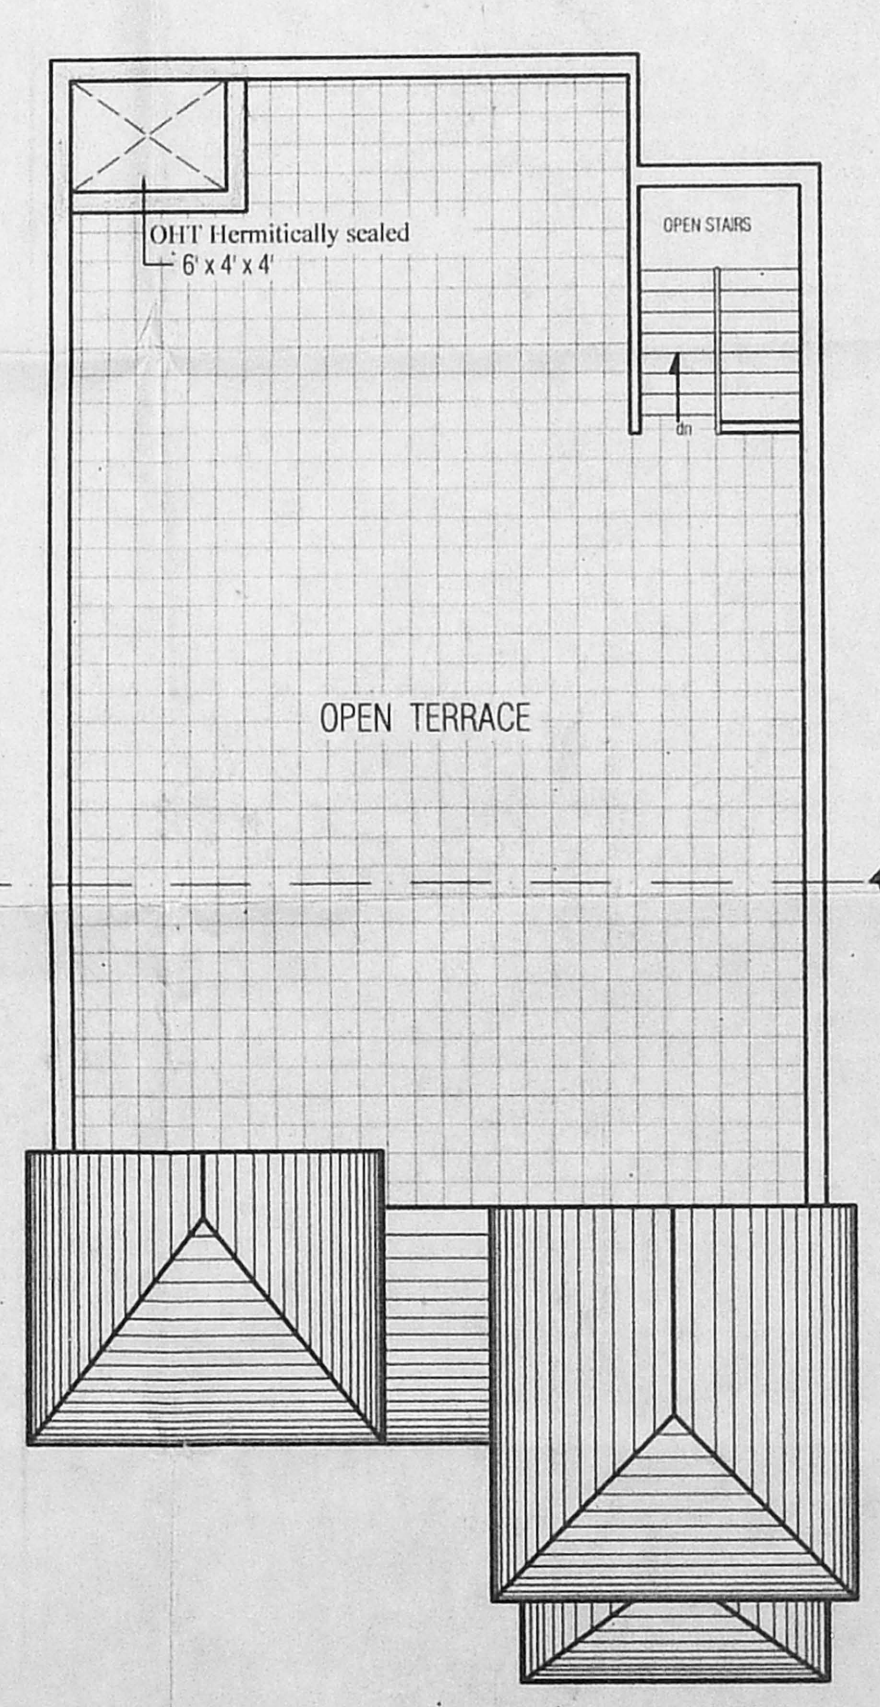 OPEN STAIRS
OHT Hermitically sealed
6' x 4' x 4'
dn
OPEN TERRACE